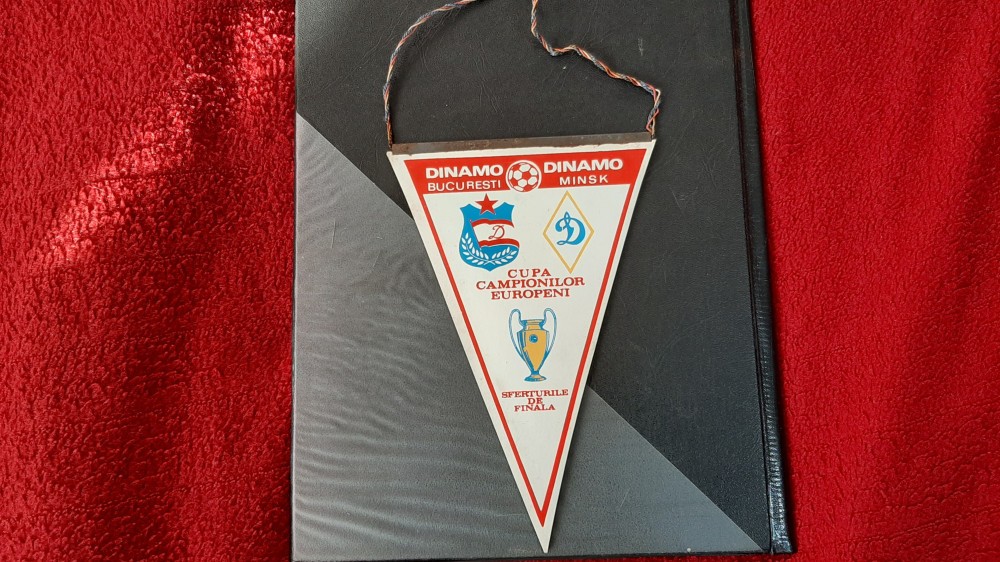 DINAMO DINAMO
BUCURESTI MINSK
D D
CUPA
CAMPIONILOR
EUROPENI
SFERTURILE
DE
FINALA